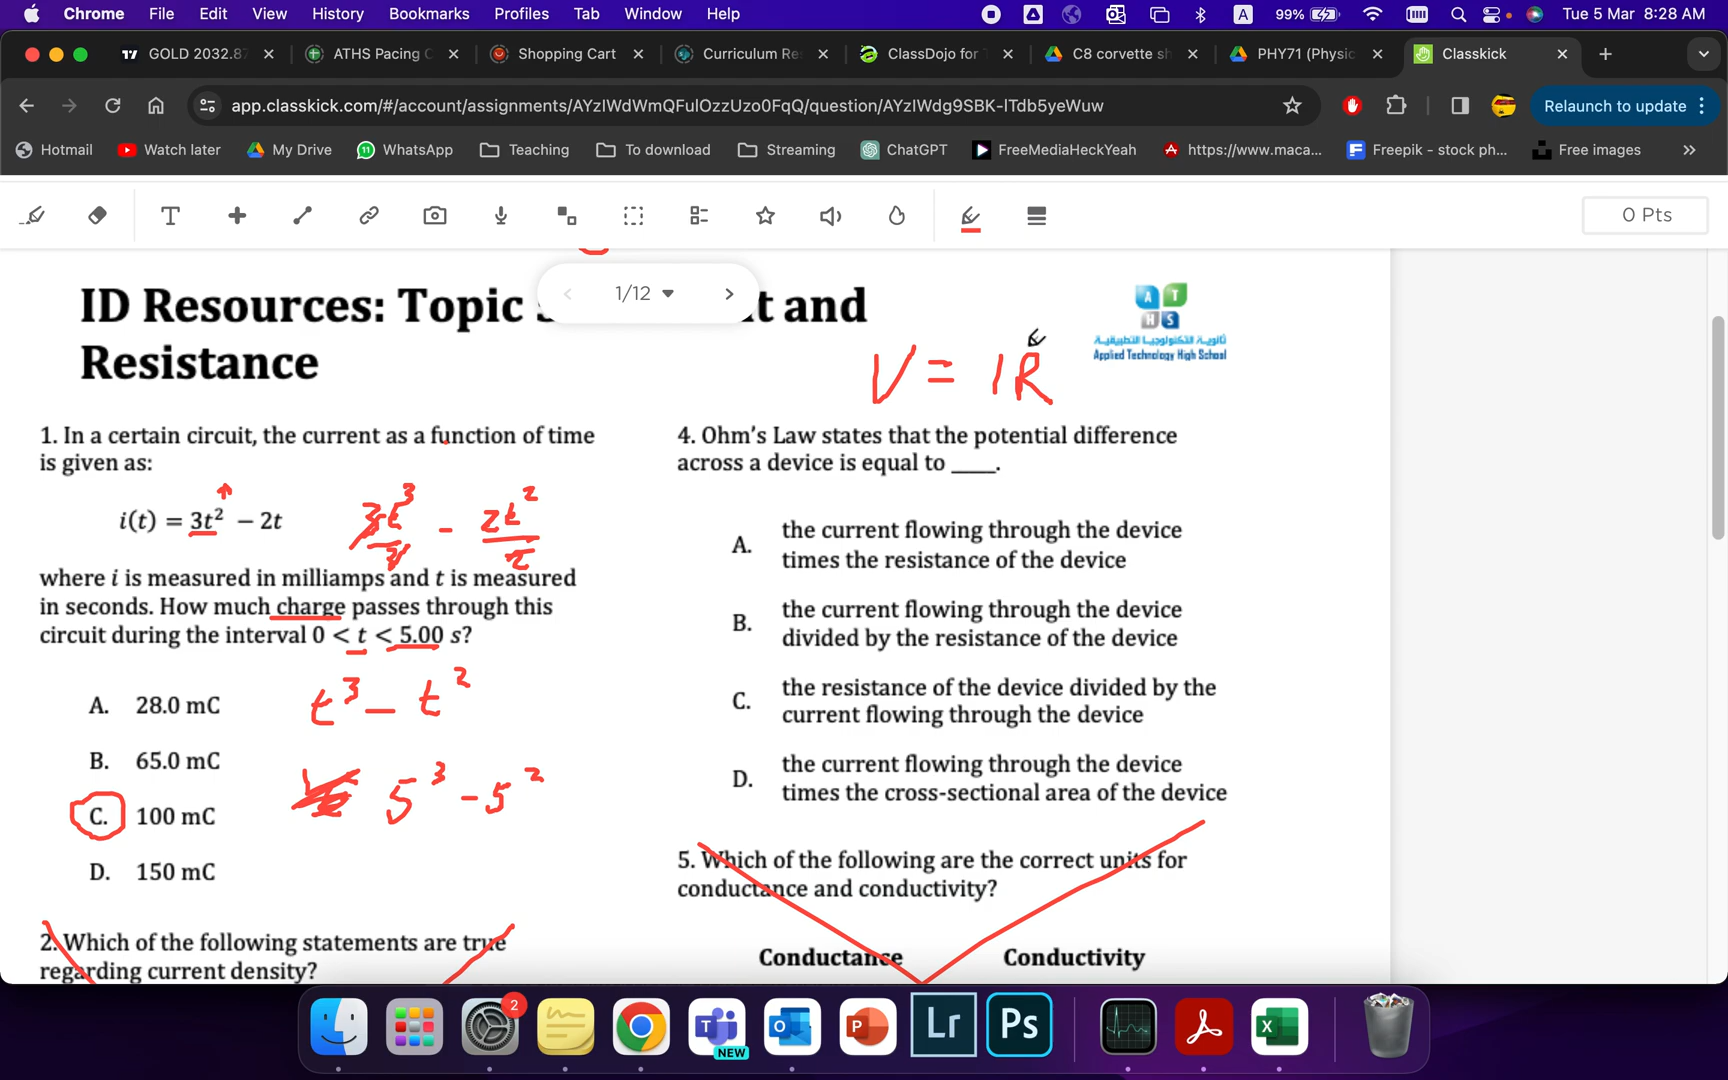 Chrome File Edit View History Bookmarks Profiles Tab Window Help
99% Tue 5 Mar 8:28 AM
GOLD 2032.87
ATHS Pacing
Shopping Cart
Curriculum Re
ClassDojo for
C8 corvette sh
PHY71 (Physic
Classkick
app.classkick.com/#/account/assignments/AYzIWdWmQFulOzzUzo0FqQ/question/AYzIWdg9SBK-ITdb5yeWuw
Relaunch to update
Hotmail Watch later My Drive WhatsApp Teaching To download Streaming ChatGPT FreeMediaHeckYeah https://www.maca... Freepik - stock ph... Free images
0 Pts
1/12
ID Resources: Topic
t and
Resistance
A T H S
ثانوية التكنولوجيا التطبيقية
Applied Technology High School
V = IR
1. In a certain circuit, the current as a function of time
is given as:
i(t) = 3t² − 2t
3t³/3 - 2t²/2
where i is measured in milliamps and t is measured
in seconds. How much charge passes through this
circuit during the interval 0 < t < 5.00 s?
t³ - t²
A. 28.0 mC
B. 65.0 mC
5³ - 5²
C. 100 mC
D. 150 mC
2. Which of the following statements are true
regarding current density?
4. Ohm's Law states that the potential difference
across a device is equal to ____.
A. the current flowing through the device
times the resistance of the device
B. the current flowing through the device
divided by the resistance of the device
C. the resistance of the device divided by the
current flowing through the device
D. the current flowing through the device
times the cross-sectional area of the device
5. Which of the following are the correct units for
conductance and conductivity?
Conductance Conductivity
2
NEW
Lr
Ps